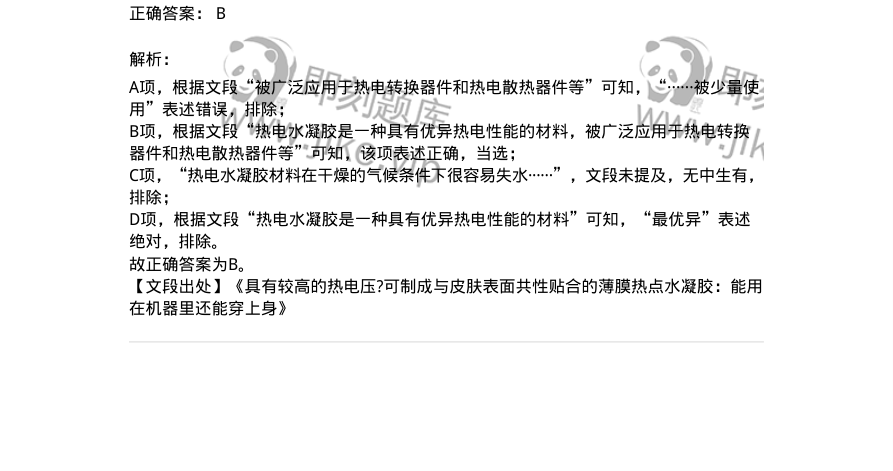 正确答案： B
解析：
A项，根据文段“被广泛应用于热电转换器件和热电散热器件等”可知，“……被少量使
用”表述错误，排除；
B项，根据文段“热电水凝胶是一种具有优异热电性能的材料，被广泛应用于热电转换
器件和热电散热器件等”可知，该项表述正确，当选；
C项，“热电水凝胶材料在干燥的气候条件下很容易失水……”，文段未提及，无中生有，
排除；
D项，根据文段“热电水凝胶是一种具有优异热电性能的材料”可知，“最优异”表述
绝对，排除。
故正确答案为B。
【文段出处】《具有较高的热电压?可制成与皮肤表面共性贴合的薄膜热点水凝胶：能用
在机器里还能穿上身》
即刻题库
www.jike.vip
即刻
www.jik